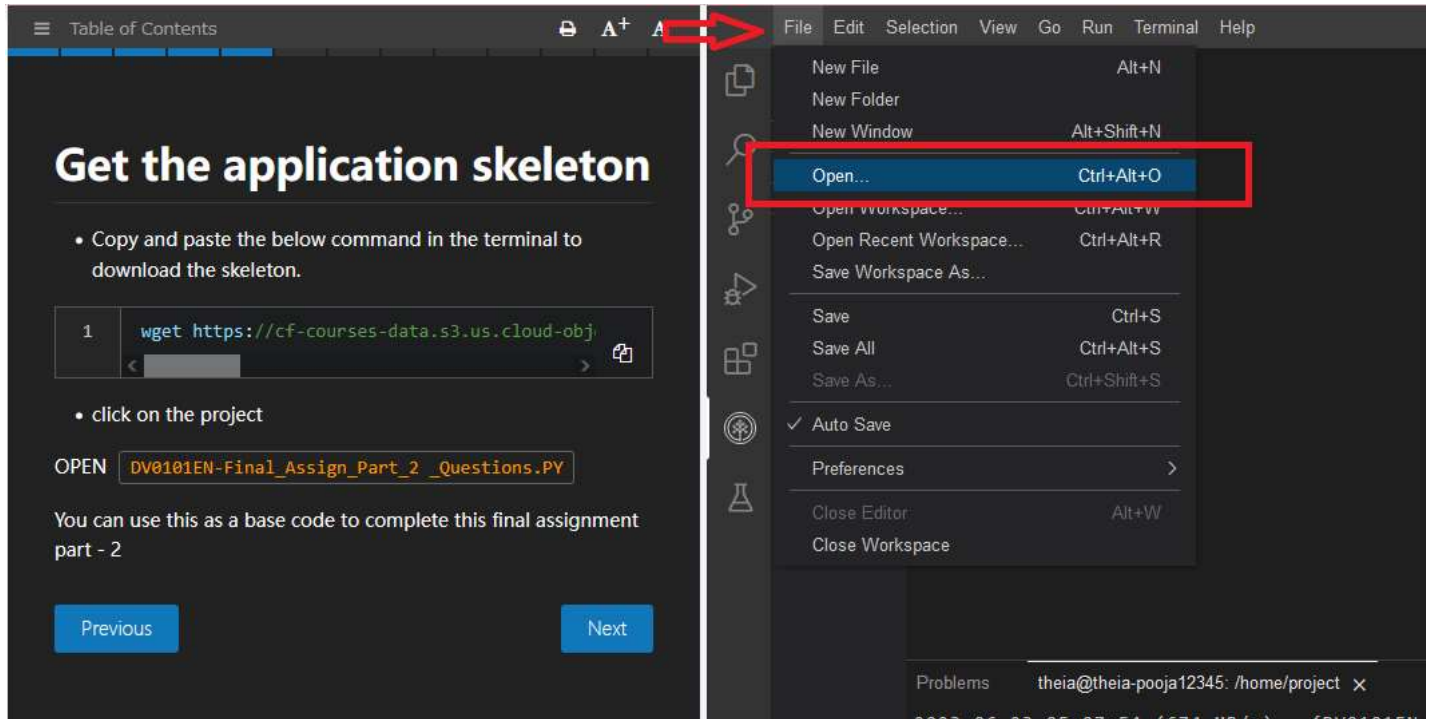 Table of Contents
A+ A
Get the application skeleton
• Copy and paste the below command in the terminal to
download the skeleton.
1 wget https://cf-courses-data.s3.us.cloud-obj
• click on the project
OPEN DV0101EN-Final_Assign_Part_2 _Questions.PY
You can use this as a base code to complete this final assignment
part - 2
Previous Next
File Edit Selection View Go Run Terminal Help
New File Alt+N
New Folder
New Window Alt+Shift+N
Open... Ctrl+Alt+O
Open Workspace... Ctrl+Alt+W
Open Recent Workspace... Ctrl+Alt+R
Save Workspace As...
Save Ctrl+S
Save All Ctrl+Alt+S
Save As... Ctrl+Shift+S
✓ Auto Save
Preferences >
Close Editor Alt+W
Close Workspace
Problems theia@theia-pooja12345: /home/project ×